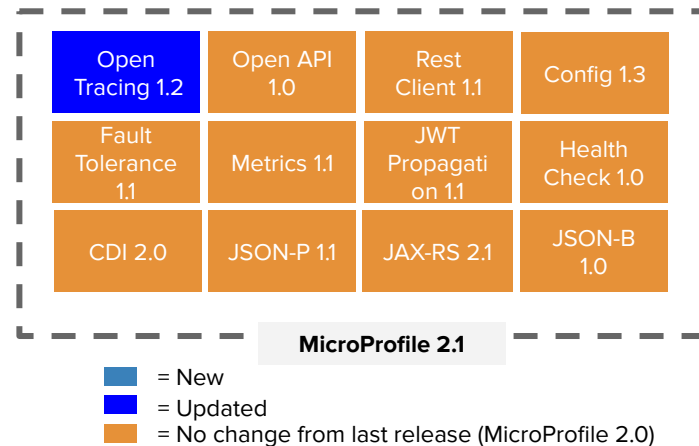 Open
Tracing 1.2
Open API
1.0
Rest
Client 1.1
Config 1.3
Fault
Tolerance
1.1
Metrics 1.1
JWT
Propagati
on 1.1
Health
Check 1.0
CDI 2.0
JSON-P 1.1
JAX-RS 2.1
JSON-B
1.0
MicroProfile 2.1
= New
= Updated
= No change from last release (MicroProfile 2.0)